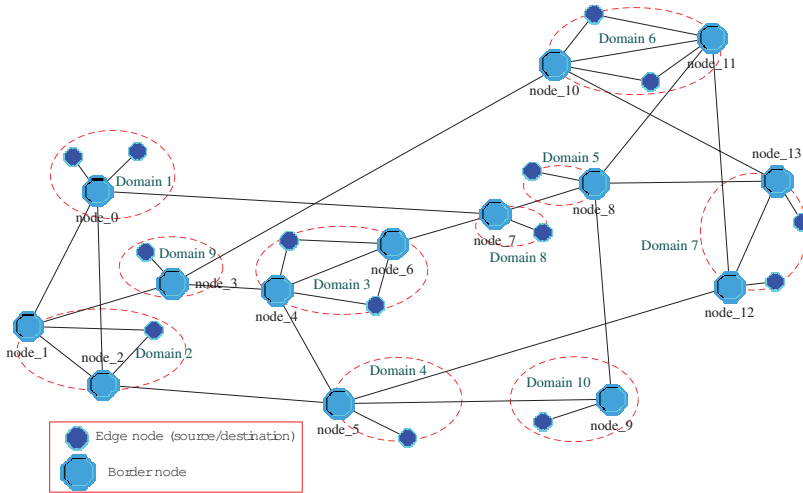 Domain 6
node_11
node_10
node_13
Domain 5
Domain 1
node_0
node_8
node_7
Domain 7
Domain 9
node_6
Domain 8
Domain 3
node_3
node_4
node_12
node_1
node_2
Domain 2
Domain 4
Domain 10
node_5
node_9
Edge node (source/destination)
Border node